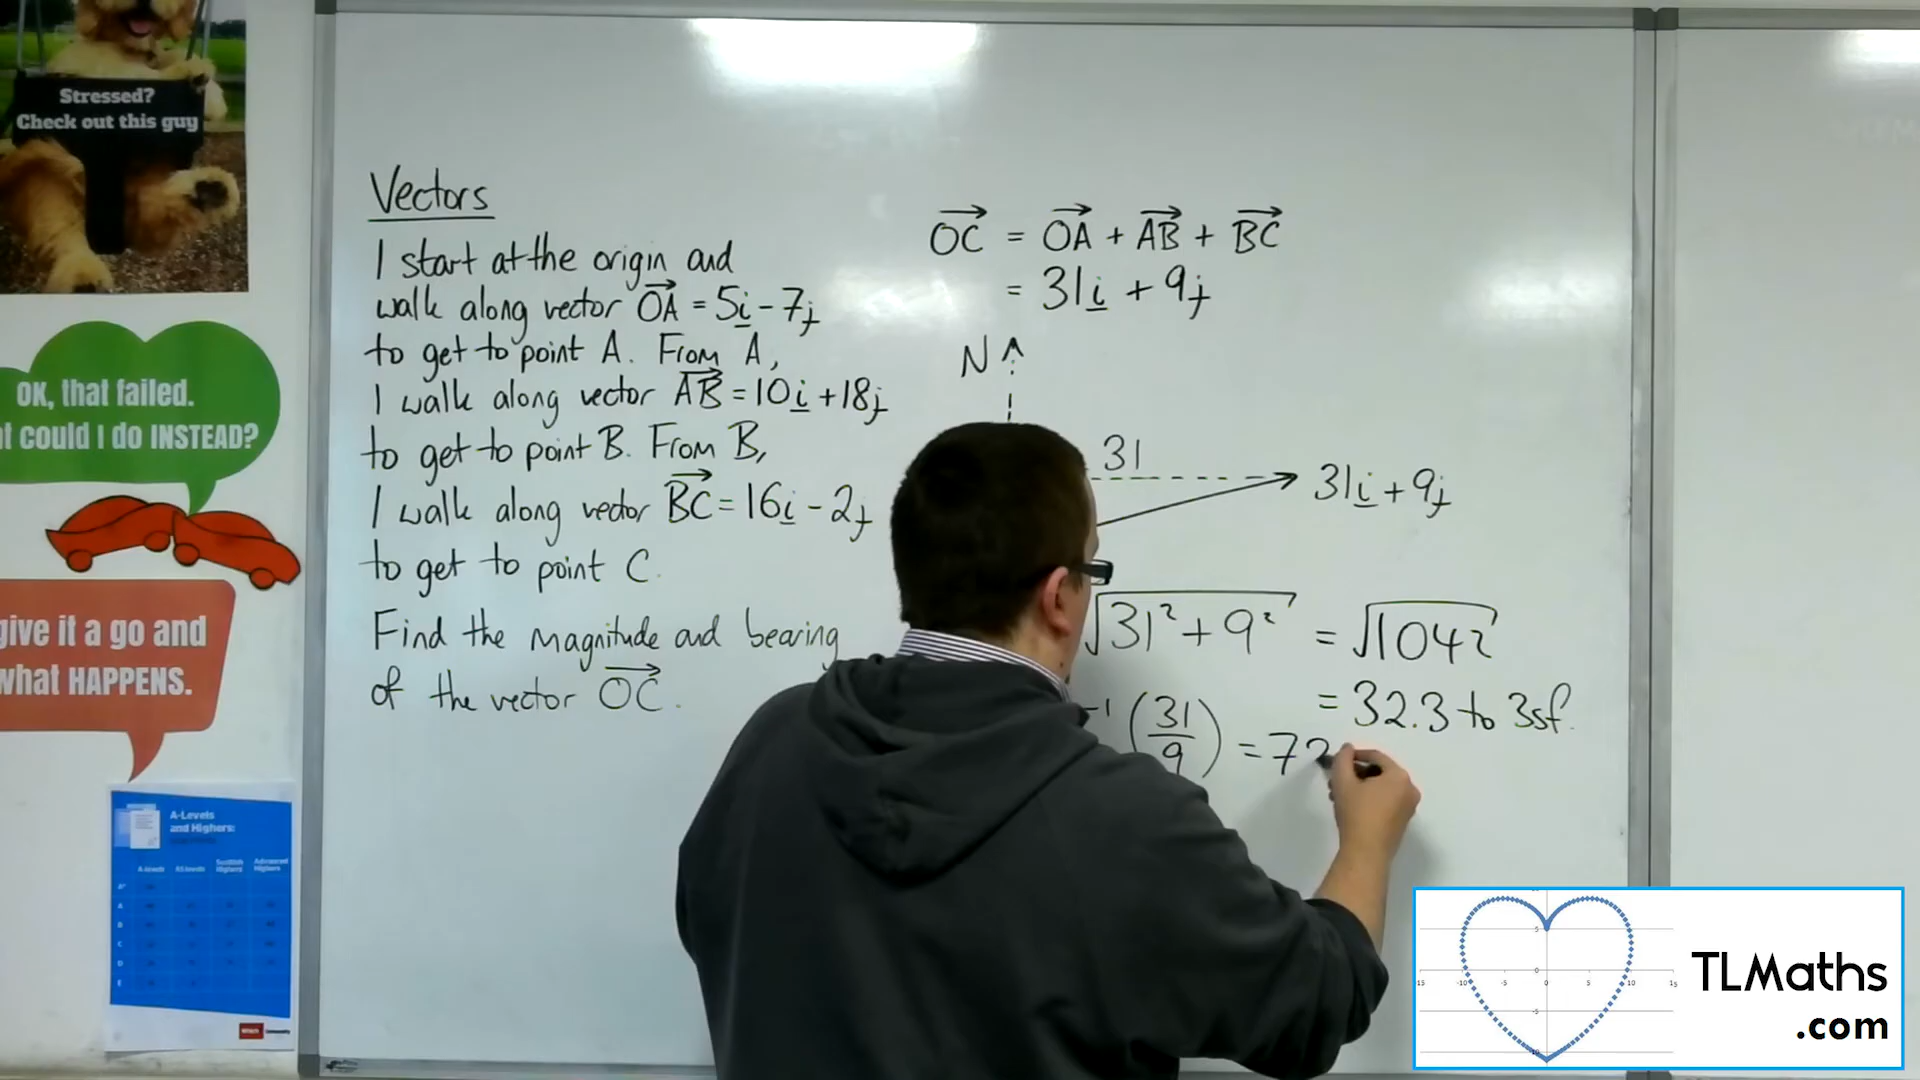 Stressed?
Check out this guy
OK, that failed.
could I do INSTEAD?
give it a go and
what HAPPENS.
A-Levels
and Highers:
Vectors
I start at the origin and
walk along vector OA = 5i - 7j
to get to point A. From A,
I walk along vector AB = 10i + 18j
to get to point B. From B,
I walk along vector BC = 16i - 2j
to get to point C.
Find the magnitude and bearing
of the vector OC.
OC = OA + AB + BC
= 31i + 9j
N
31
31i + 9j
√31² + 9² = √1042
= 32.3 to 3sf.
-1 (31/9) = 73
TLMaths
.com